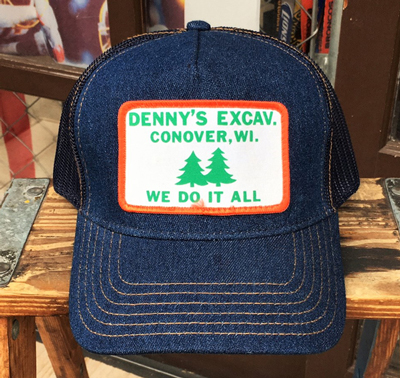 DENNY'S EXCAV.
CONOVER, WI.
WE DO IT ALL